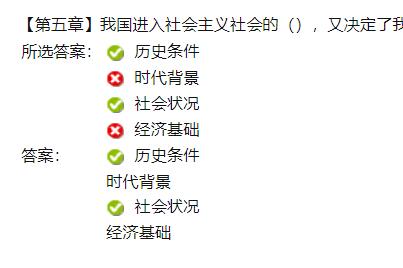 【第五章】我国进入社会主义社会的（），又决定了
所选答案： 历史条件
时代背景
社会状况
经济基础
答案： 历史条件
时代背景
社会状况
经济基础